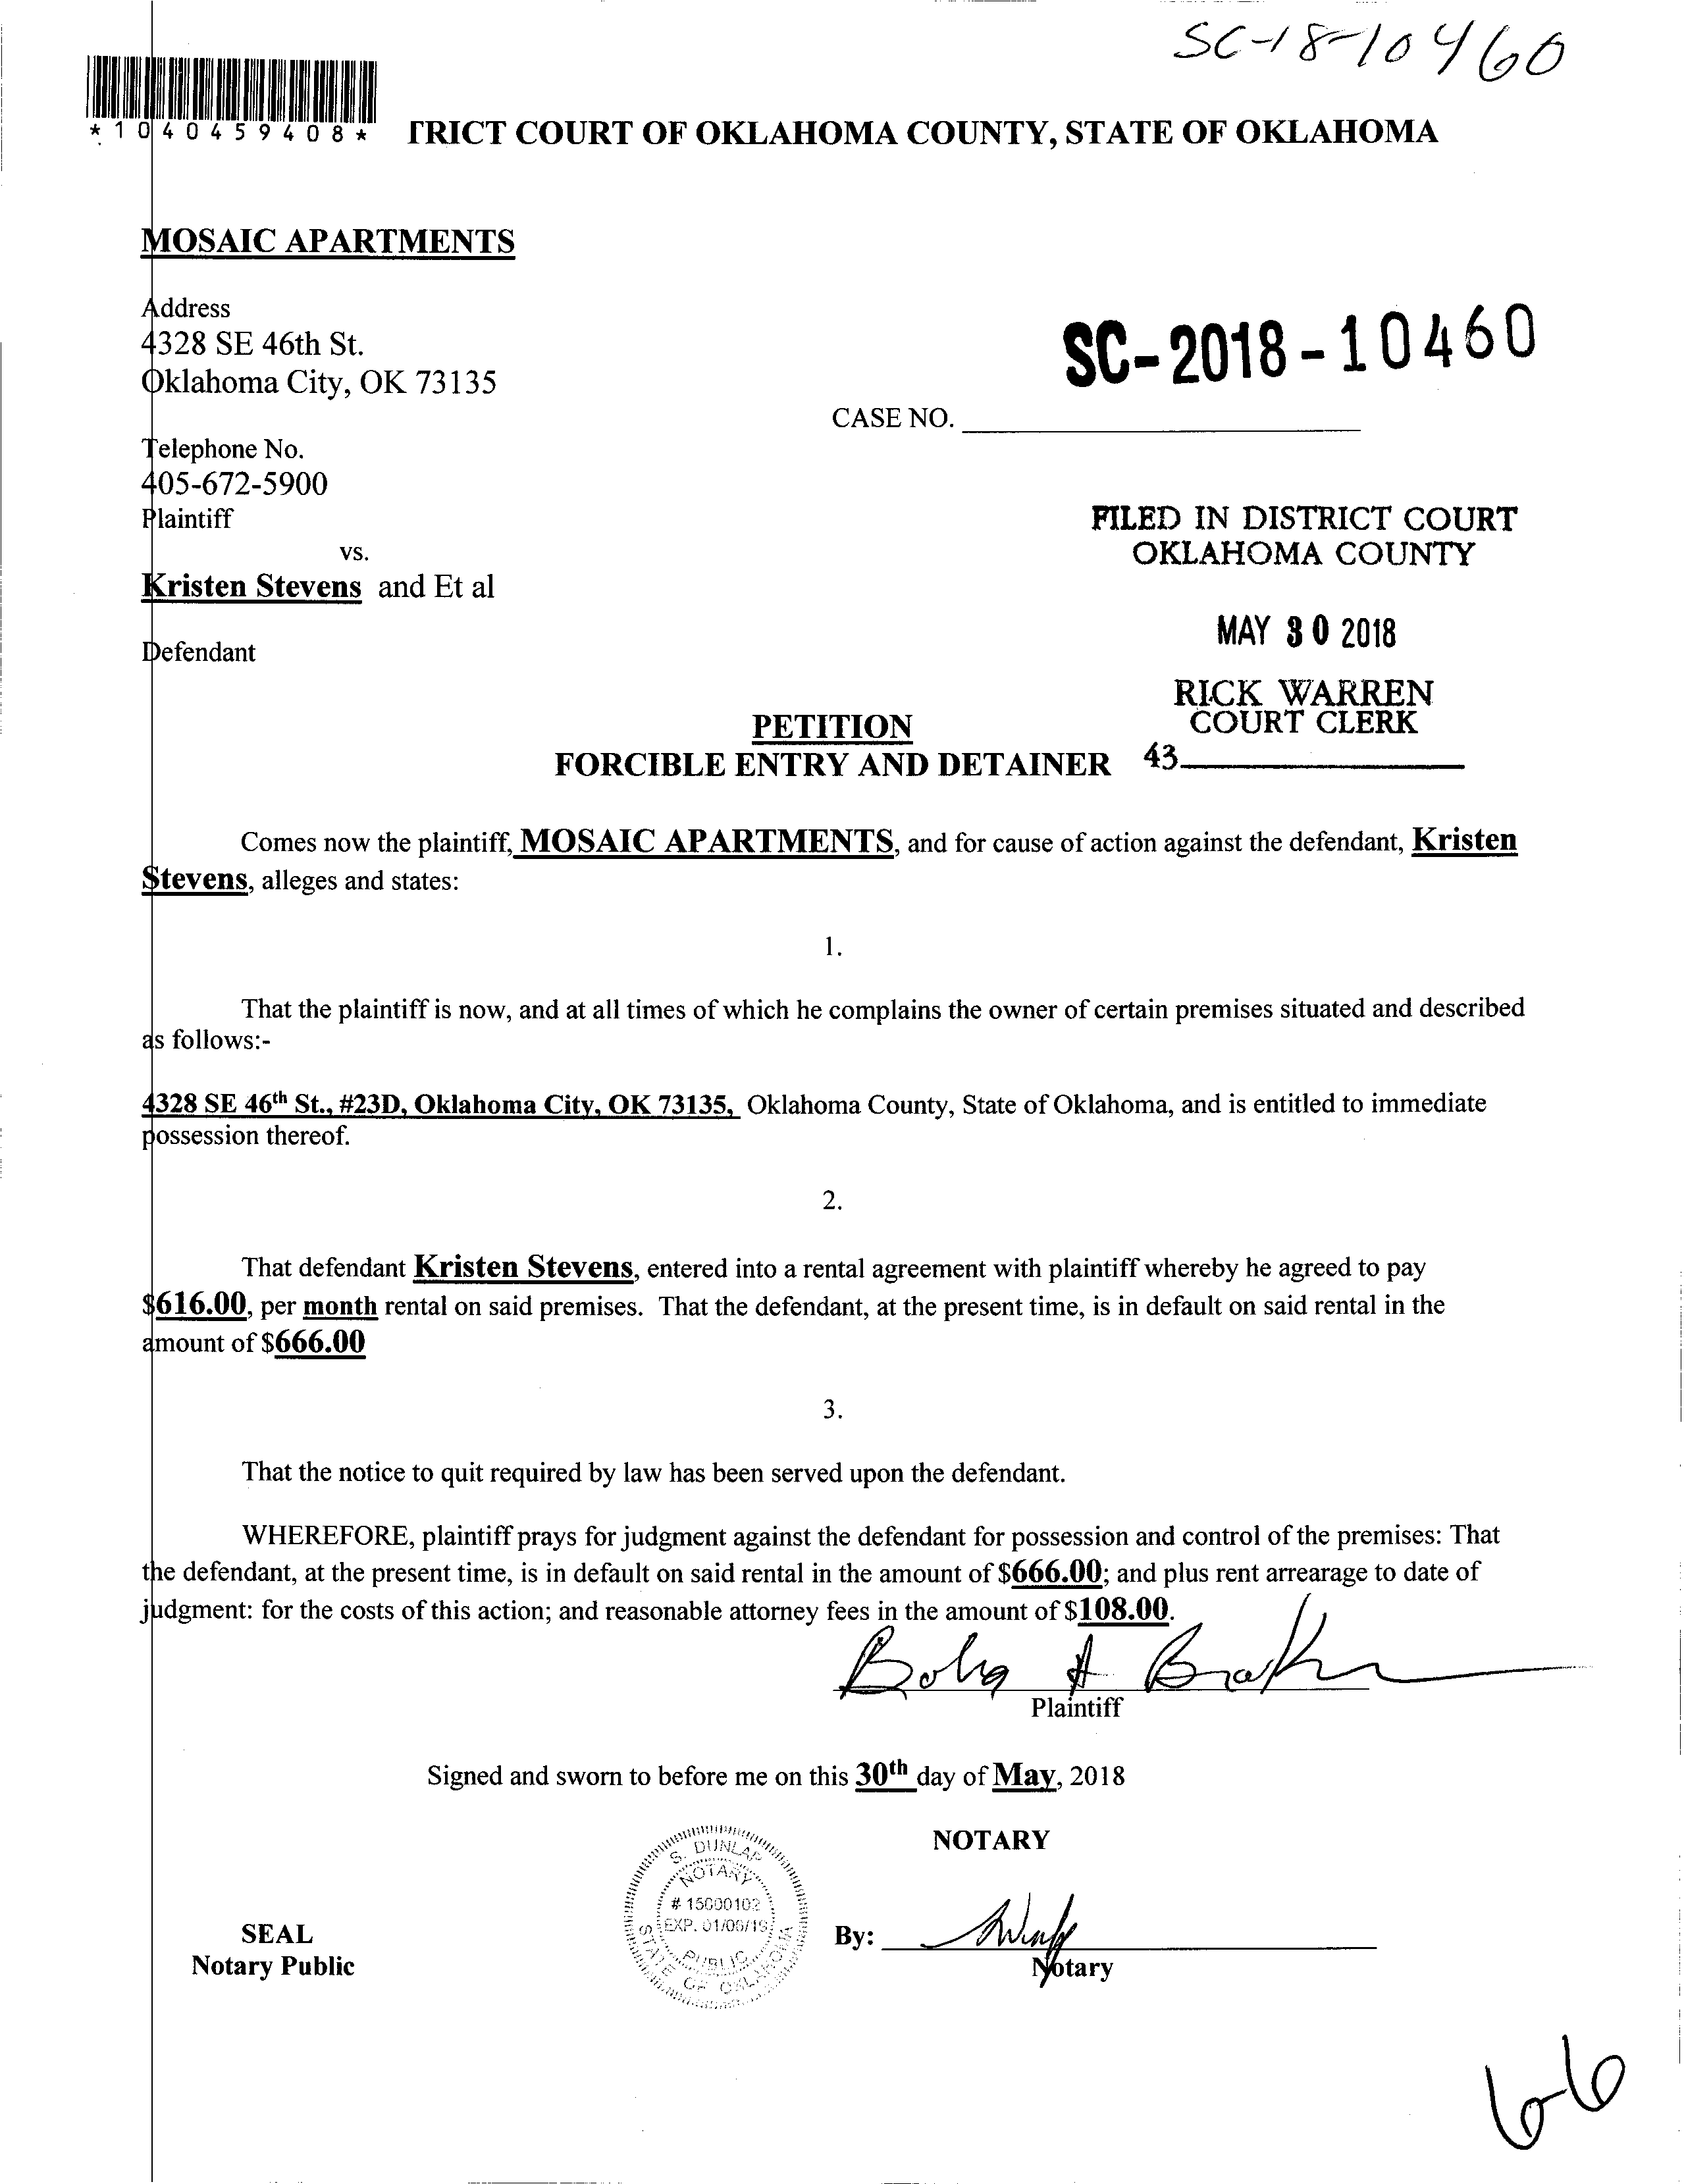 SC-18-10460
*1040459408*
TRICT COURT OF OKLAHOMA COUNTY, STATE OF OKLAHOMA
MOSAIC APARTMENTS
Address
4328 SE 46th St.
Oklahoma City, OK 73135
SC-2018-10460
CASE NO.
Telephone No.
405-672-5900
Plaintiff
vs.
Kristen Stevens and Et al
Defendant
FILED IN DISTRICT COURT
OKLAHOMA COUNTY
MAY 30 2018
RICK WARREN
COURT CLERK
43
PETITION
FORCIBLE ENTRY AND DETAINER
Comes now the plaintiff, MOSAIC APARTMENTS, and for cause of action against the defendant, Kristen
Stevens, alleges and states:
1.
That the plaintiff is now, and at all times of which he complains the owner of certain premises situated and described
as follows:-
4328 SE 46th St., #23D, Oklahoma City, OK 73135, Oklahoma County, State of Oklahoma, and is entitled to immediate
possession thereof.
2.
That defendant Kristen Stevens, entered into a rental agreement with plaintiff whereby he agreed to pay
$616.00, per month rental on said premises. That the defendant, at the present time, is in default on said rental in the
amount of $666.00
3.
That the notice to quit required by law has been served upon the defendant.
WHEREFORE, plaintiff prays for judgment against the defendant for possession and control of the premises: That
the defendant, at the present time, is in default on said rental in the amount of $666.00; and plus rent arrearage to date of
judgment: for the costs of this action; and reasonable attorney fees in the amount of $108.00.
Plaintiff
Signed and sworn to before me on this 30th day of May, 2018
NOTARY
S. DUNLAP
NOTARY
# 15000102
EXP. 01/06/19
PUBLIC
STATE OF OKLAHOMA
SEAL
Notary Public
By:
Notary
6-6